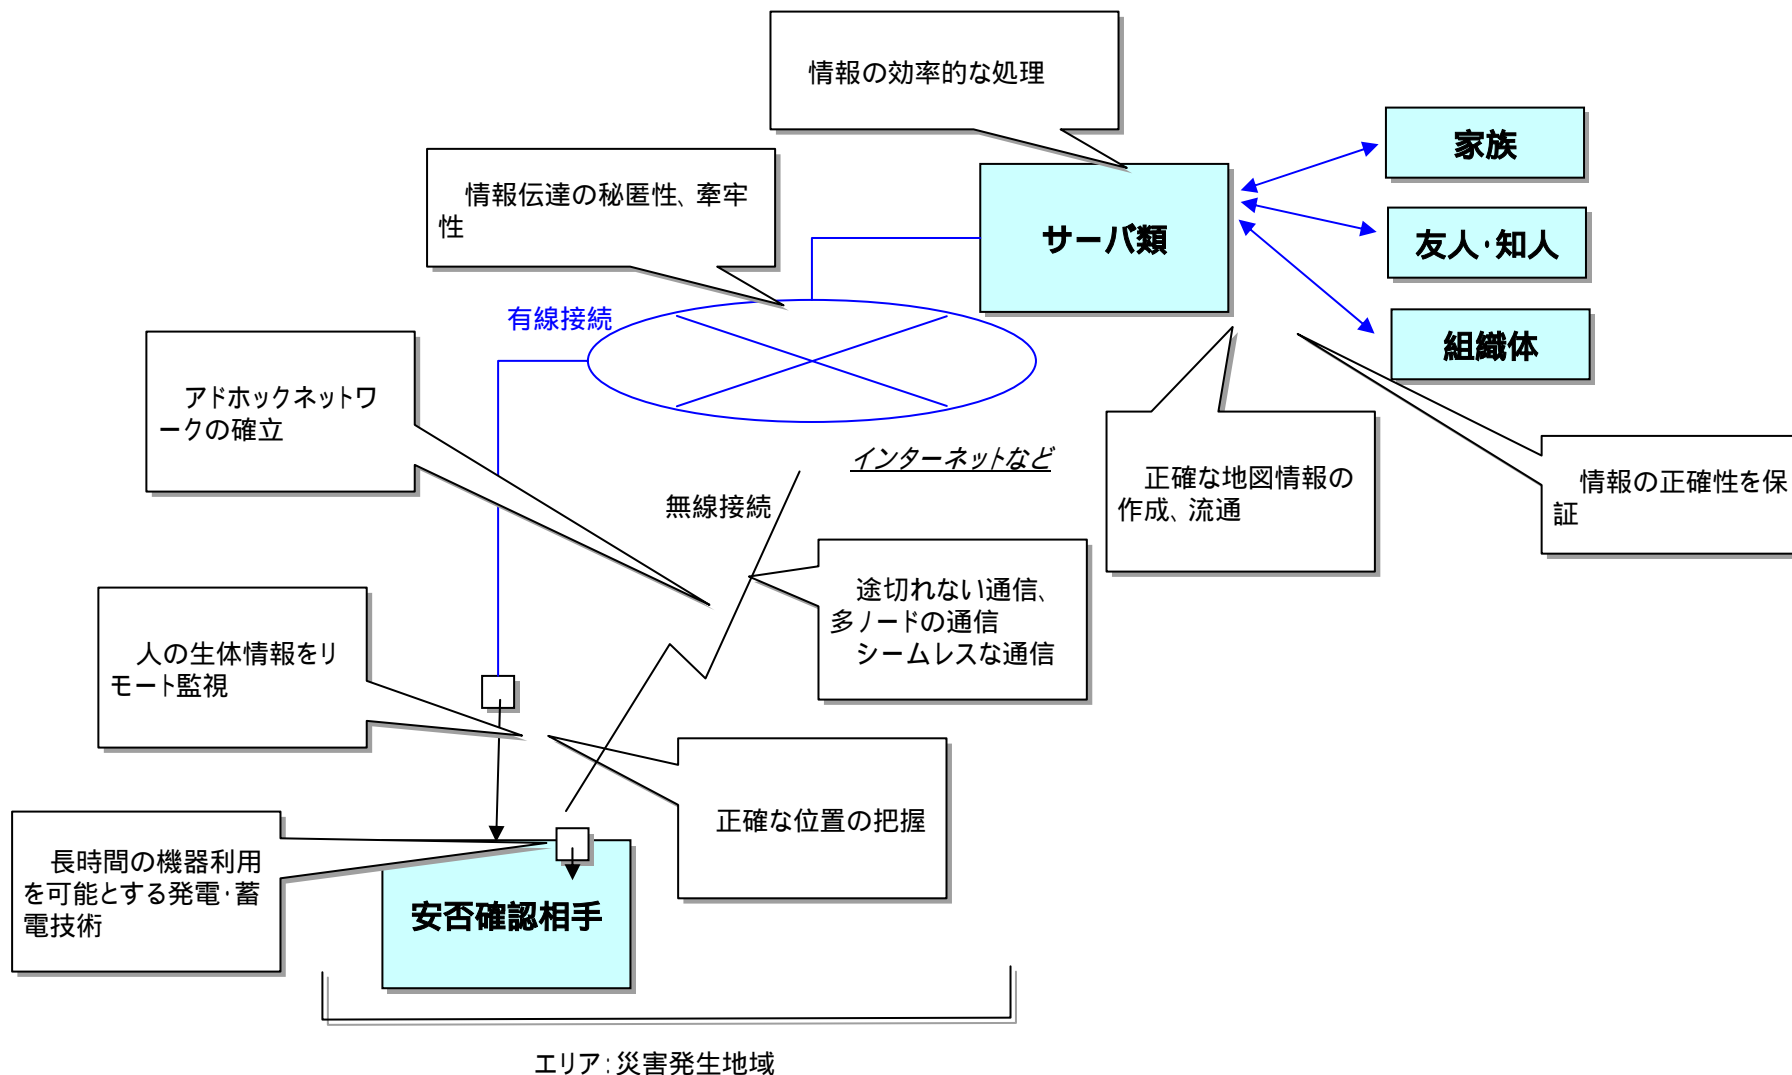 情報の効率的な処理
家族
情報伝達の秘匿性、牽牢
性
サーバ類
友人・知人
有線接続
組織体
アドホックネットワ
ークの確立
インターネットなど
正確な地図情報の
作成、流通
情報の正確性を保
証
無線接続
途切れない通信、
多ノードの通信
シームレスな通信
人の生体情報をリ
モート監視
正確な位置の把握
長時間の機器利用
を可能とする発電・蓄
電技術
安否確認相手
エリア：災害発生地域